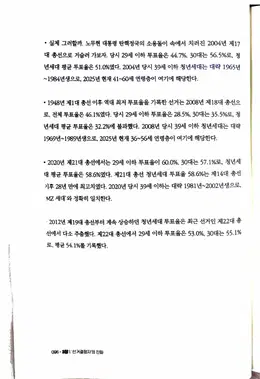 • 실제 그러할까. 노무현 대통령 탄핵정국의 소용돌이 속에서 치러진 2004년 제17
대 총선으로 거슬러 가보자. 당시 29세 이하 투표율은 44.7%, 30대는 56.5%로, 청
년세대 평균 투표율은 51.0%였다. 2004년 당시 39세 이하 청년세대는 대략 1965년
~1984년생으로, 2025년 현재 41~60세 연령층이 여기에 해당한다.
• 1948년 제1대 총선 이후 역대 최저 투표율을 기록한 선거는 2008년 제18대 총선으
로, 전체 투표율은 46.1%였다. 당시 29세 이하 투표율은 28.5%, 30대는 35.5%로, 청
년세대 평균 투표율은 32.2%에 불과했다. 2008년 당시 39세 이하 청년세대는 대략
1969년~1989년생으로, 2025년 현재 36~56세 연령층이 여기에 해당한다.
• 2020년 제21대 총선에서는 29세 이하 투표율이 60.0%, 30대는 57.1%로, 청년세
대 평균 투표율은 58.6%였다. 제21대 총선 청년세대 투표율 58.6%는 제14대 총선
이후 28년 만에 최고치였다. 2020년 당시 39세 이하는 대략 1981년~2002년생으로,
MZ 세대와 정확히 일치한다.
2012년 제19대 총선부터 계속 상승하던 청년세대 투표율은 최근 선거인 제22대 총
선에서 다소 주춤했다. 제22대 총선에서 29세 이하 투표율은 53.0%, 30대는 55.1%
로, 평균 54.1%를 기록했다.